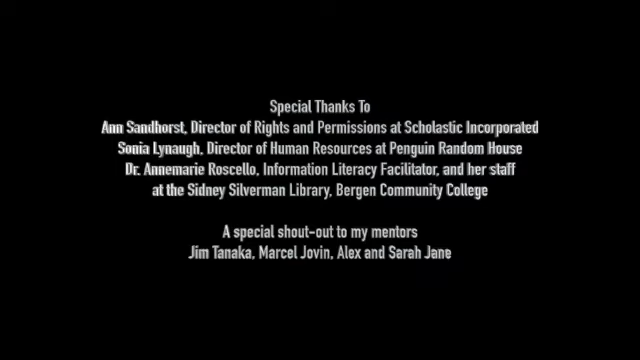 Special Thanks To
Ann Sandhorst, Director of Rights and Permissions at Scholastic Incorporated
Sonia Lynaugh, Director of Human Resources at Penguin Random House
Dr. Annemarie Roscello, Information Literacy Facilitator, and her staff
at the Sidney Silverman Library, Bergen Community College
A special shout-out to my mentors
Jim Tanaka, Marcel Jovin, Alex and Sarah Jane